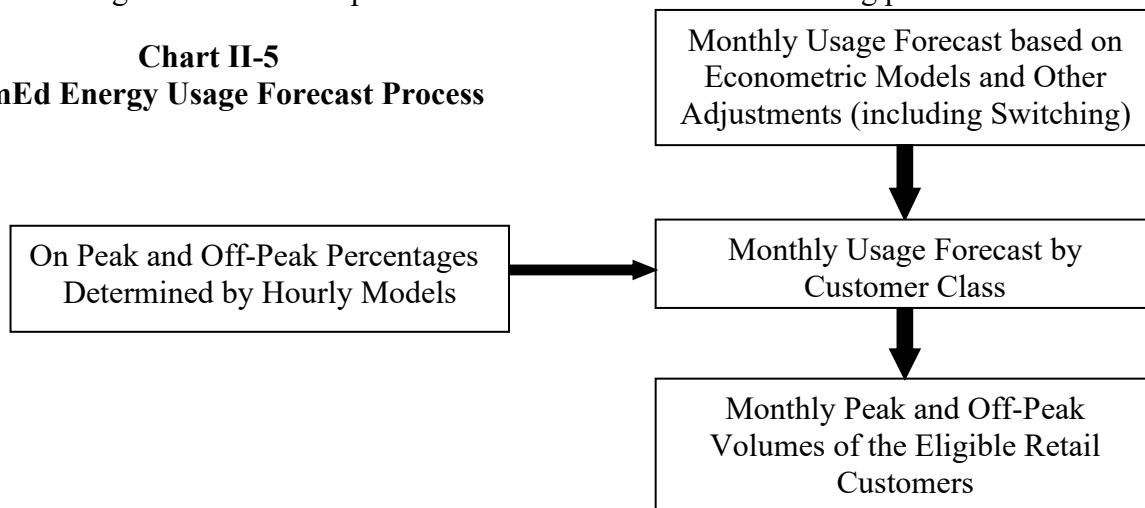 Chart II-5
Energy Usage Forecast Process
Monthly Usage Forecast based on
Econometric Models and Other
Adjustments (including Switching)
On Peak and Off-Peak Percentages
Determined by Hourly Models
Monthly Usage Forecast by
Customer Class
Monthly Peak and Off-Peak
Volumes of the Eligible Retail
Customers